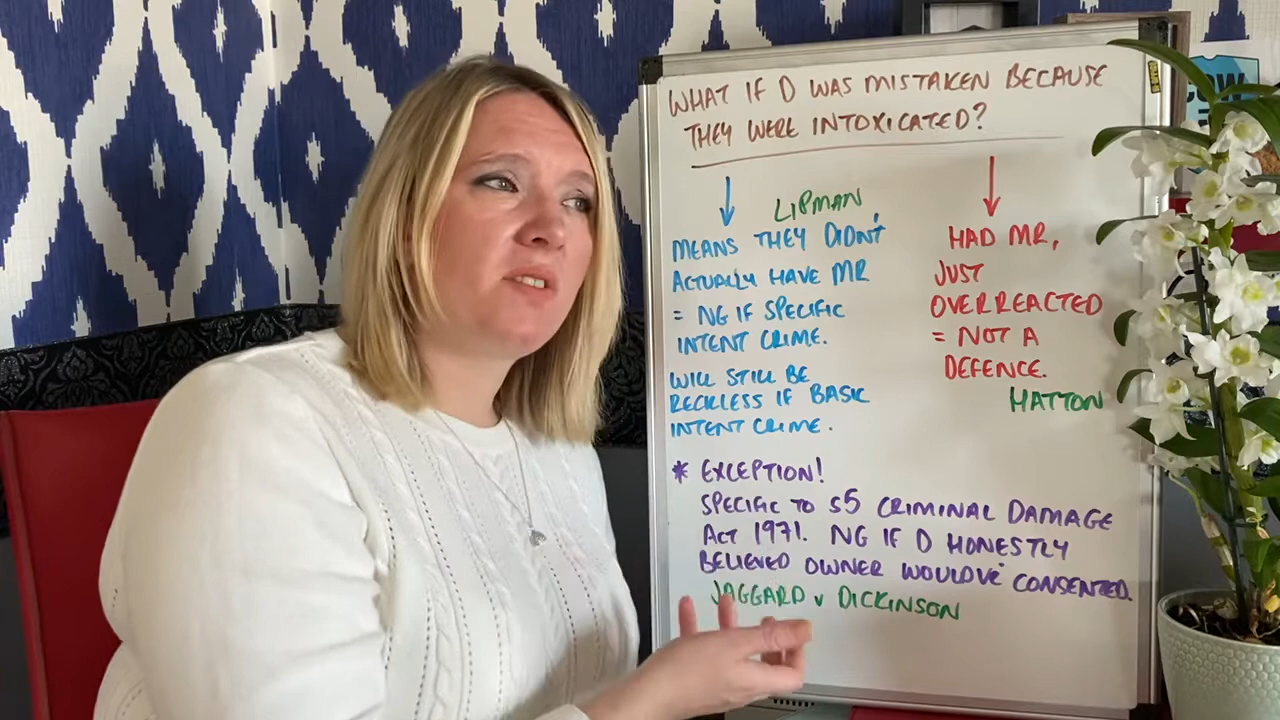 WHAT IF D WAS MISTAKEN BECAUSE
THEY WERE INTOXICATED?
LIPMAN
MEANS THEY DIDN'T
ACTUALLY HAVE MR
= NG IF SPECIFIC
INTENT CRIME.
WILL STILL BE
RECKLESS IF BASIC
INTENT CRIME.
HAD MR,
JUST
OVERREACTED
= NOT A
DEFENCE.
HATTON
* EXCEPTION!
SPECIFIC TO S5 CRIMINAL DAMAGE
ACT 1971. NG IF D HONESTLY
BELIEVED OWNER WOULD'VE CONSENTED.
JAGGARD v DICKINSON